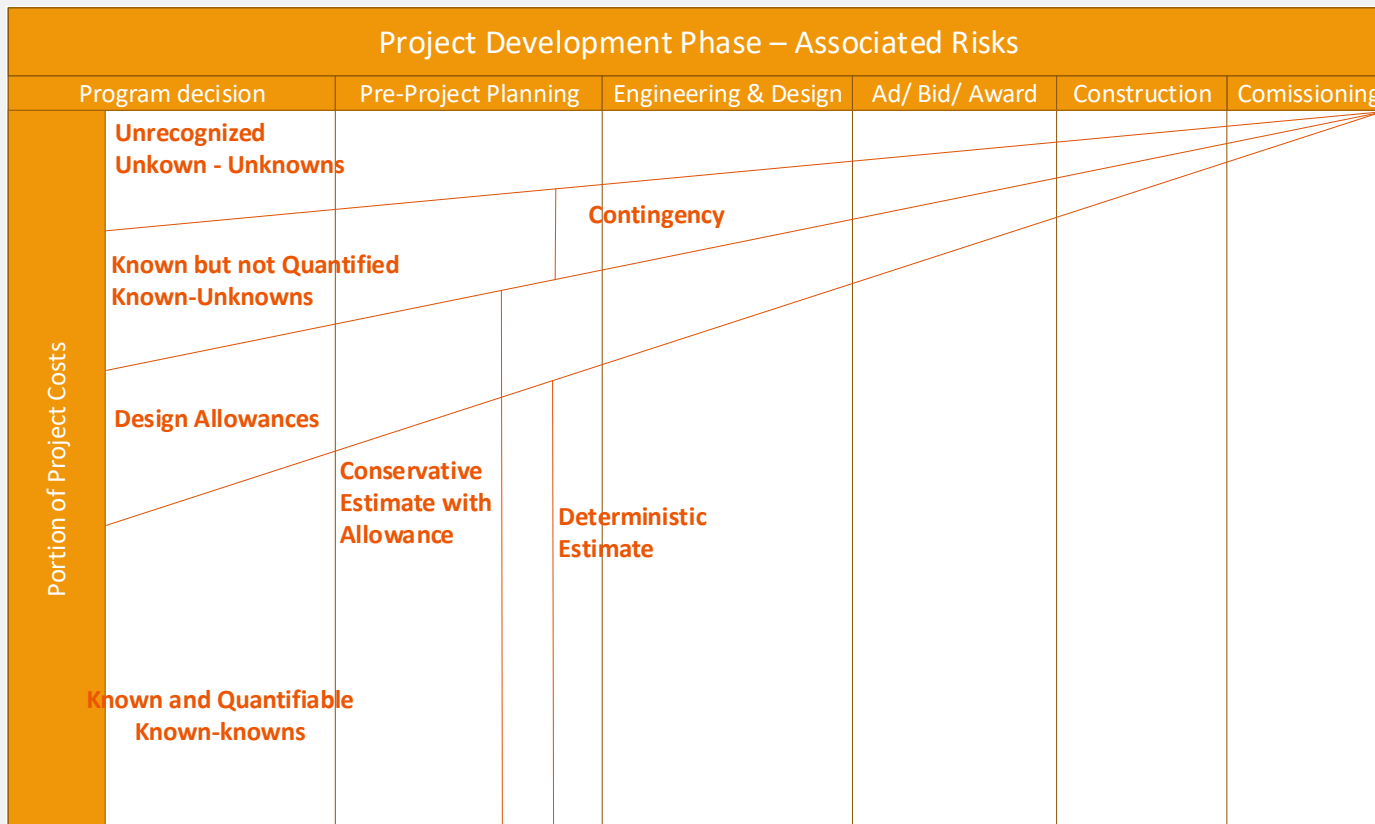 Project Development Phase – Associated Risks
Program decision
Pre-Project Planning
Engineering & Design
Ad/ Bid/ Award
Construction
Comissioning
Portion of Project Costs
Unrecognized
Unkown - Unknowns
Contingency
Known but not Quantified
Known-Unknowns
Design Allowances
Conservative
Estimate with
Allowance
Deterministic
Estimate
Known and Quantifiable
Known-knowns